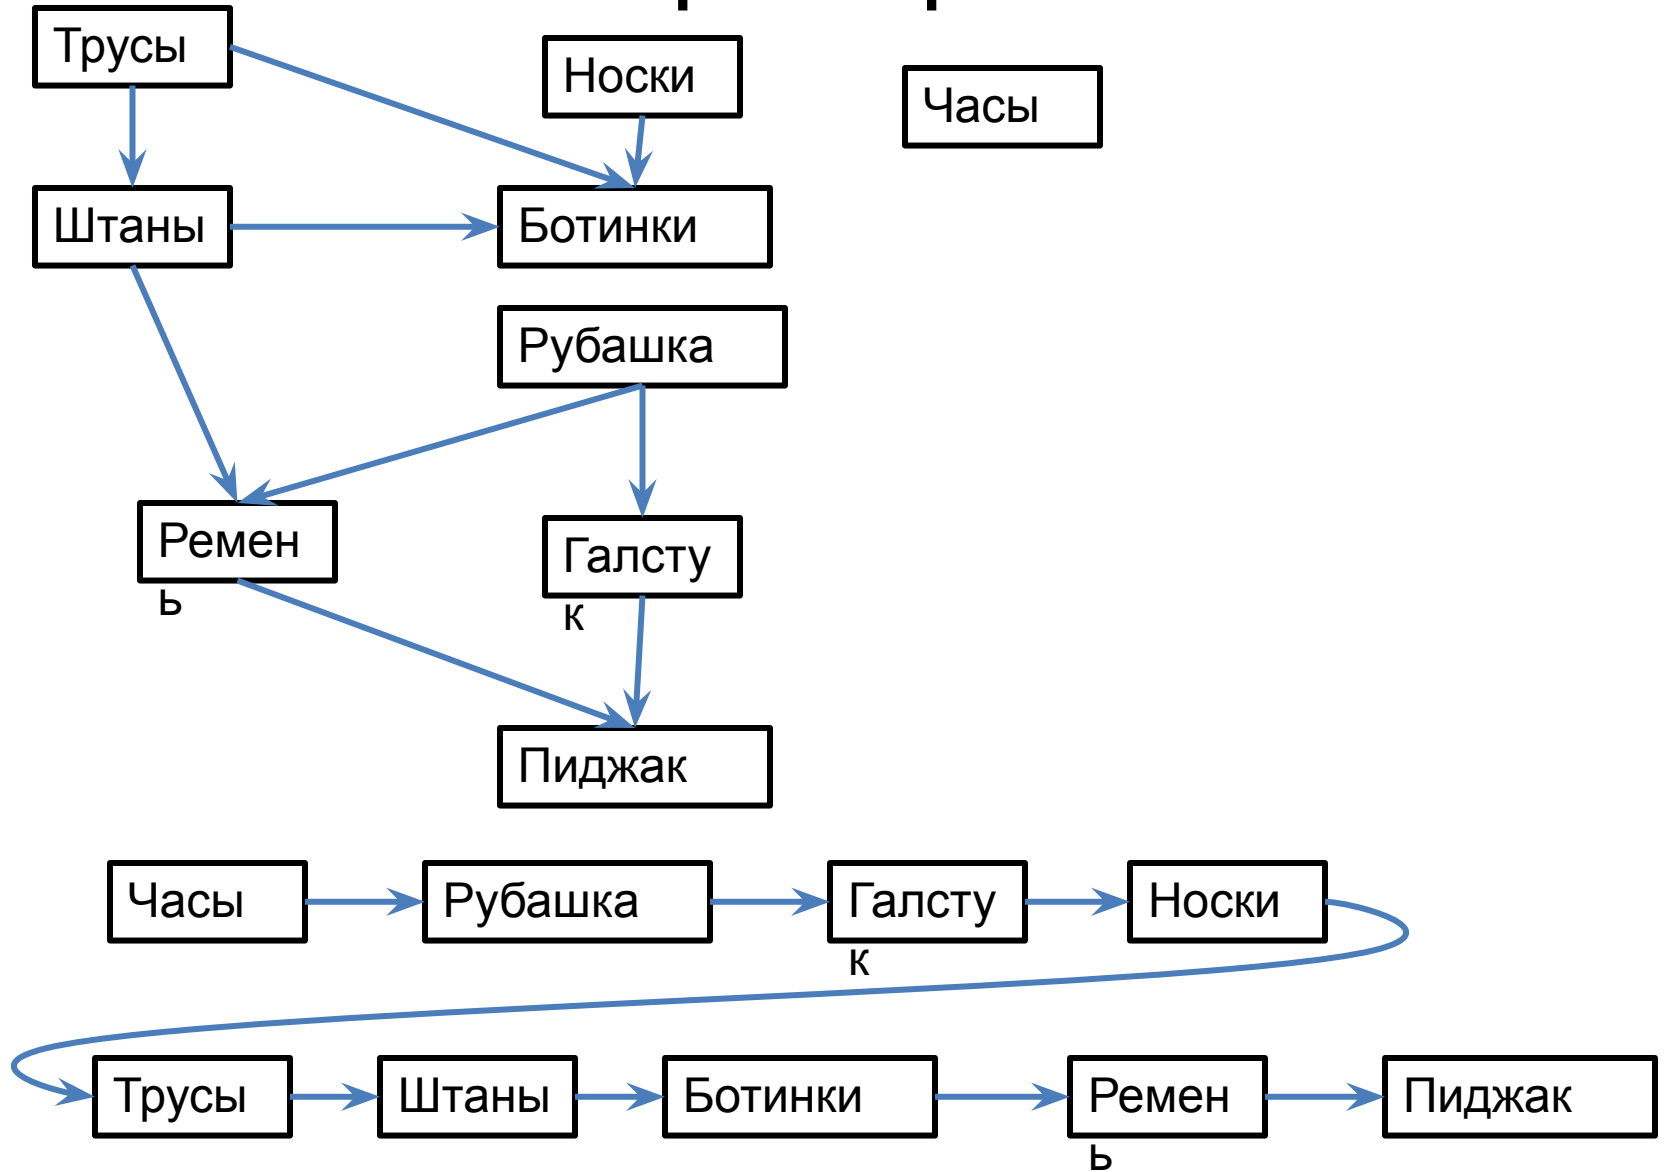 Трусы
Носки
Часы
Штаны
Ботинки
Рубашка
Ремен
ь
Галсту
к
Пиджак
Часы
Рубашка
Галсту
к
Носки
Трусы
Штаны
Ботинки
Ремен
ь
Пиджак